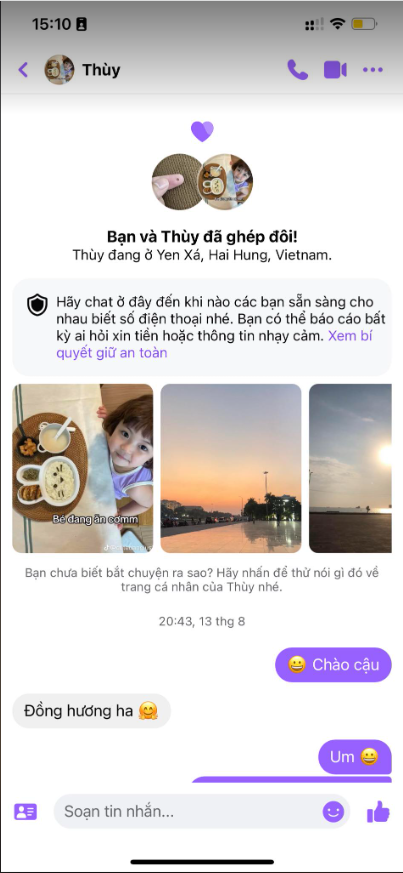 15:10
Thùy
Bạn và Thùy đã ghép đôi!
Thùy đang ở Yen Xá, Hai Hung, Vietnam.
Hãy chat ở đây đến khi nào các bạn sẵn sàng cho
nhau biết số điện thoại nhé. Bạn có thể báo cáo bất
kỳ ai hỏi xin tiền hoặc thông tin nhạy cảm. Xem bí
quyết giữ an toàn
Bé đang ăn cơmm
Bạn chưa biết bắt chuyện ra sao? Hãy nhấn để thử nói gì đó về
trang cá nhân của Thùy nhé.
20:43, 13 thg 8
😀 Chào cậu
Đồng hương ha 🤗
Um 😀
Soạn tin nhắn...